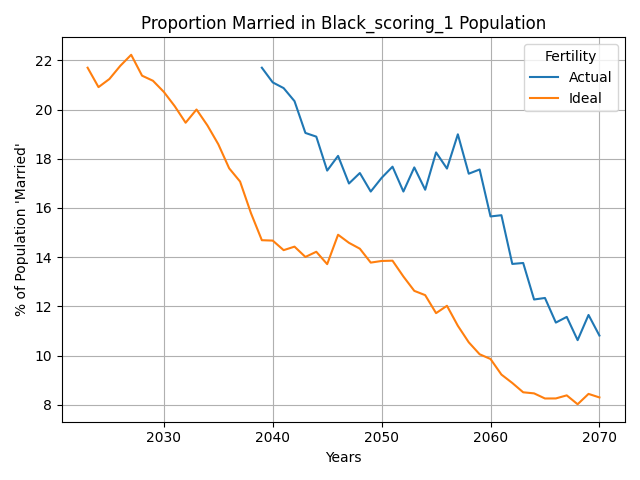 Proportion Married in Black_scoring_1 Population
Fertility
Actual
Ideal
% of Population 'Married'
22
20
18
16
14
12
10
8
2030 2040 2050 2060 2070
Years